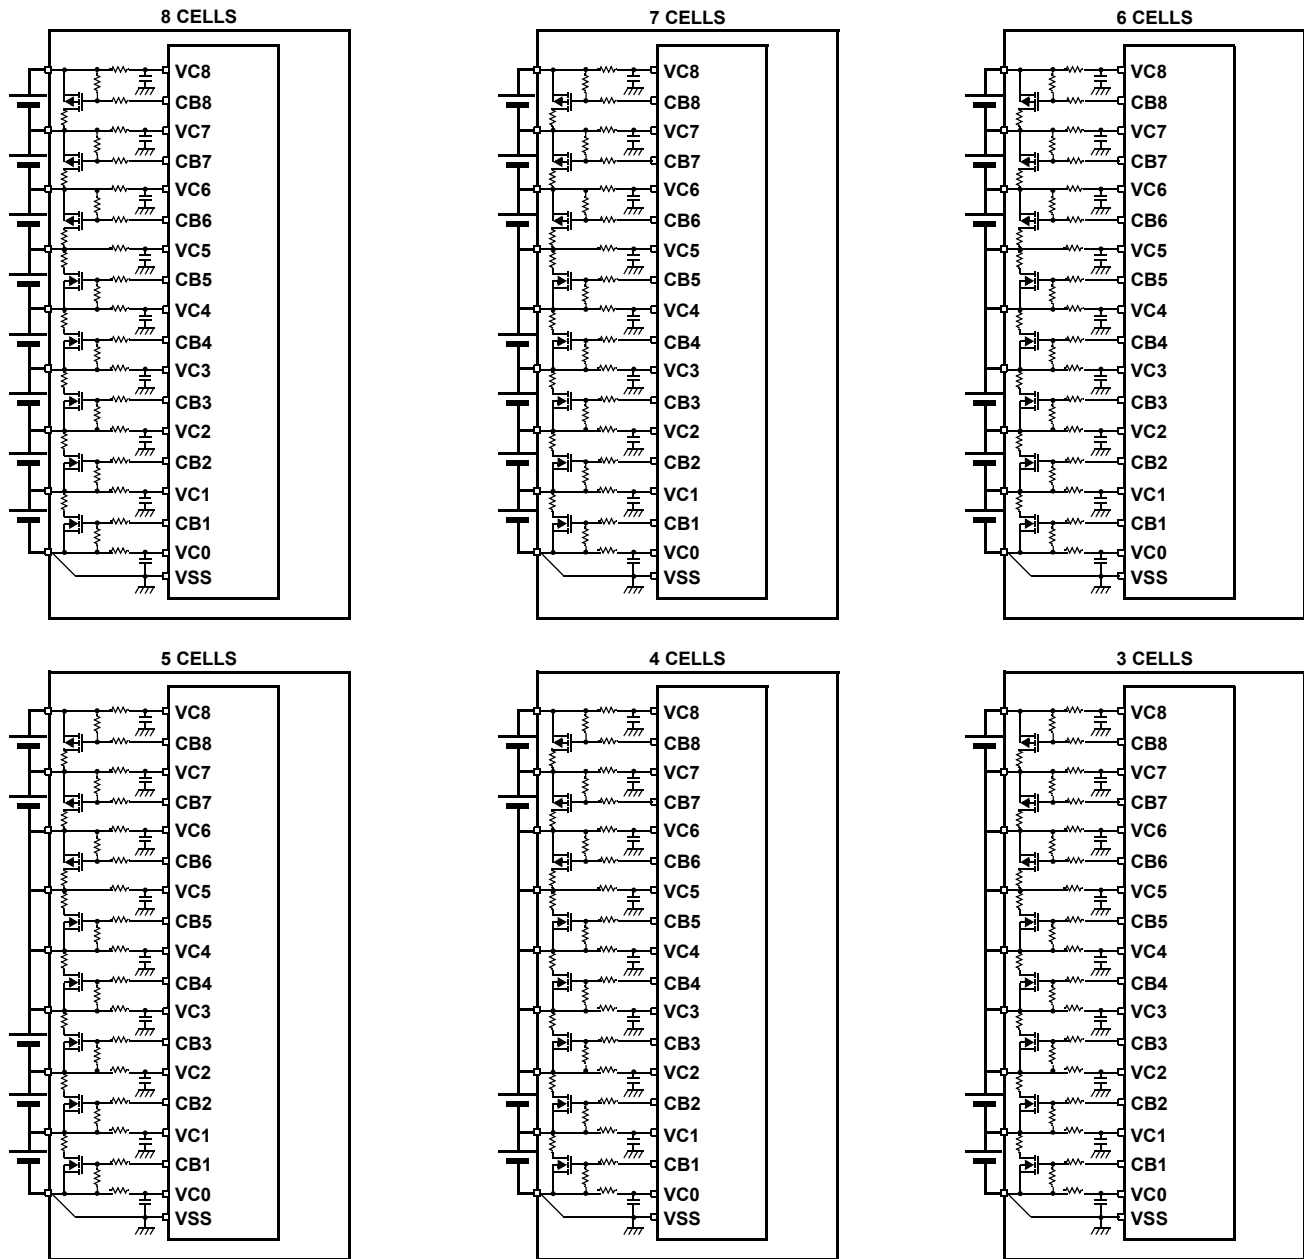 8 CELLS
VC8
CB8
VC7
CB7
VC6
CB6
VC5
CB5
VC4
CB4
VC3
CB3
VC2
CB2
VC1
CB1
VC0
VSS
7 CELLS
VC8
CB8
VC7
CB7
VC6
CB6
VC5
CB5
VC4
CB4
VC3
CB3
VC2
CB2
VC1
CB1
VC0
VSS
6 CELLS
VC8
CB8
VC7
CB7
VC6
CB6
VC5
CB5
VC4
CB4
VC3
CB3
VC2
CB2
VC1
CB1
VC0
VSS
5 CELLS
VC8
CB8
VC7
CB7
VC6
CB6
VC5
CB5
VC4
CB4
VC3
CB3
VC2
CB2
VC1
CB1
VC0
VSS
4 CELLS
VC8
CB8
VC7
CB7
VC6
CB6
VC5
CB5
VC4
CB4
VC3
CB3
VC2
CB2
VC1
CB1
VC0
VSS
3 CELLS
VC8
CB8
VC7
CB7
VC6
CB6
VC5
CB5
VC4
CB4
VC3
CB3
VC2
CB2
VC1
CB1
VC0
VSS